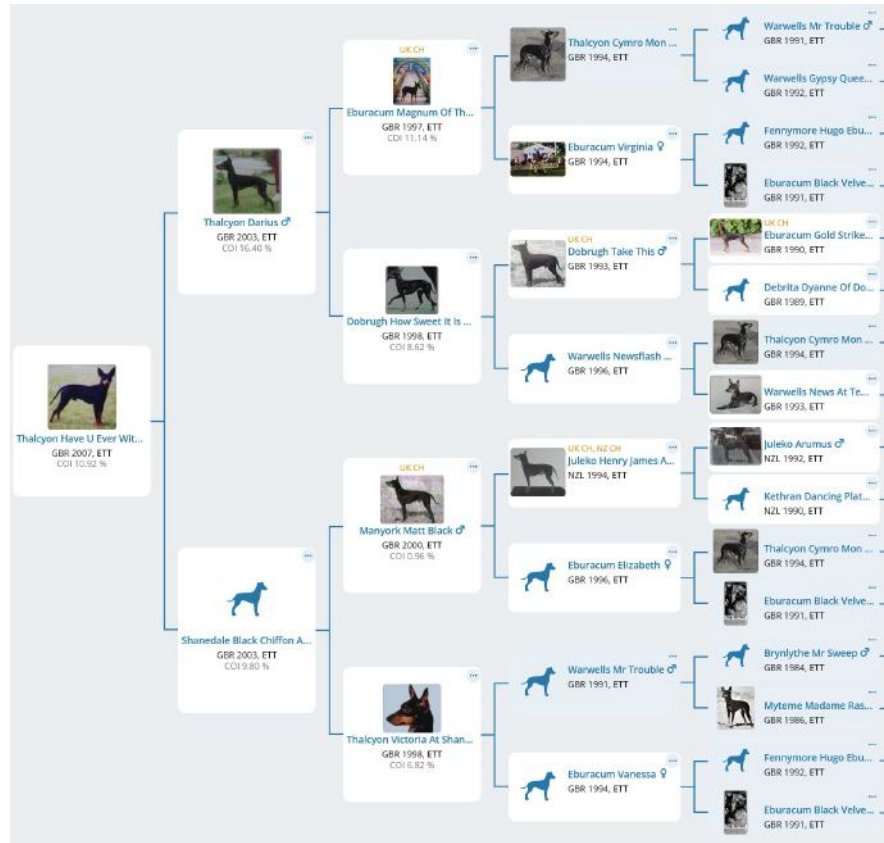 Thalcyon Have U Ever Wit...
GBR 2007, ETT
COI 10.92 %
Thalcyon Darius ♂
GBR 2003, ETT
COI 16.40 %
Shanedale Black Chiffon A...
GBR 2003, ETT
COI 9.80 %
UK CH
Eburacum Magnum Of Th...
GBR 1997, ETT
COI 11.14 %
Dobrugh How Sweet It Is ...
GBR 1998, ETT
COI 8.62 %
UK CH
Manyork Matt Black ♂
GBR 2000, ETT
COI 0.96 %
Thalcyon Victoria At Shan...
GBR 1998, ETT
COI 6.82 %
Thalcyon Cymro Mon ...
GBR 1994, ETT
Eburacum Virginia ♀
GBR 1994, ETT
UK CH
Dobrugh Take This ♂
GBR 1993, ETT
Warwells Newsflash ...
GBR 1996, ETT
UK CH, NZ CH
Juleko Henry James A...
NZL 1994, ETT
Eburacum Elizabeth ♀
GBR 1996, ETT
Warwells Mr Trouble ♂
GBR 1991, ETT
Eburacum Vanessa ♀
GBR 1994, ETT
Warwells Mr Trouble ♂
GBR 1991, ETT
Warwells Gypsy Quee...
GBR 1992, ETT
Fennymore Hugo Ebu...
GBR 1992, ETT
Eburacum Black Velve...
GBR 1991, ETT
UK CH
Eburacum Gold Strike...
GBR 1990, ETT
Debrita Dyanne Of Do...
GBR 1989, ETT
Thalcyon Cymro Mon ...
GBR 1994, ETT
Warwells News At Te...
GBR 1993, ETT
Juleko Arumus ♂
NZL 1992, ETT
Kethran Dancing Plat...
NZL 1990, ETT
Thalcyon Cymro Mon ...
GBR 1994, ETT
Eburacum Black Velve...
GBR 1991, ETT
Brynlythe Mr Sweep ♂
GBR 1984, ETT
Myteme Madame Ras...
GBR 1986, ETT
Fennymore Hugo Ebu...
GBR 1992, ETT
Eburacum Black Velve...
GBR 1991, ETT